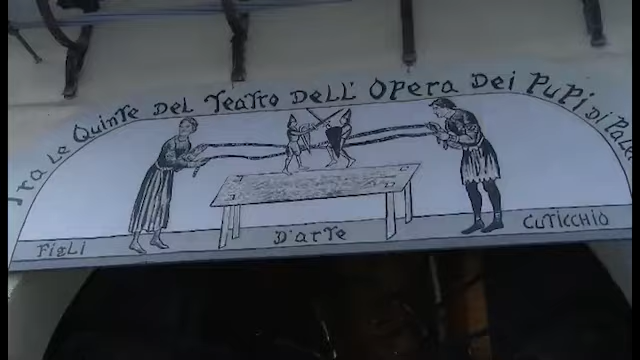 Tra Le Quinte Del Teatro Dell' Opera Dei Pupi Di
Figli D'arte Cuticchio